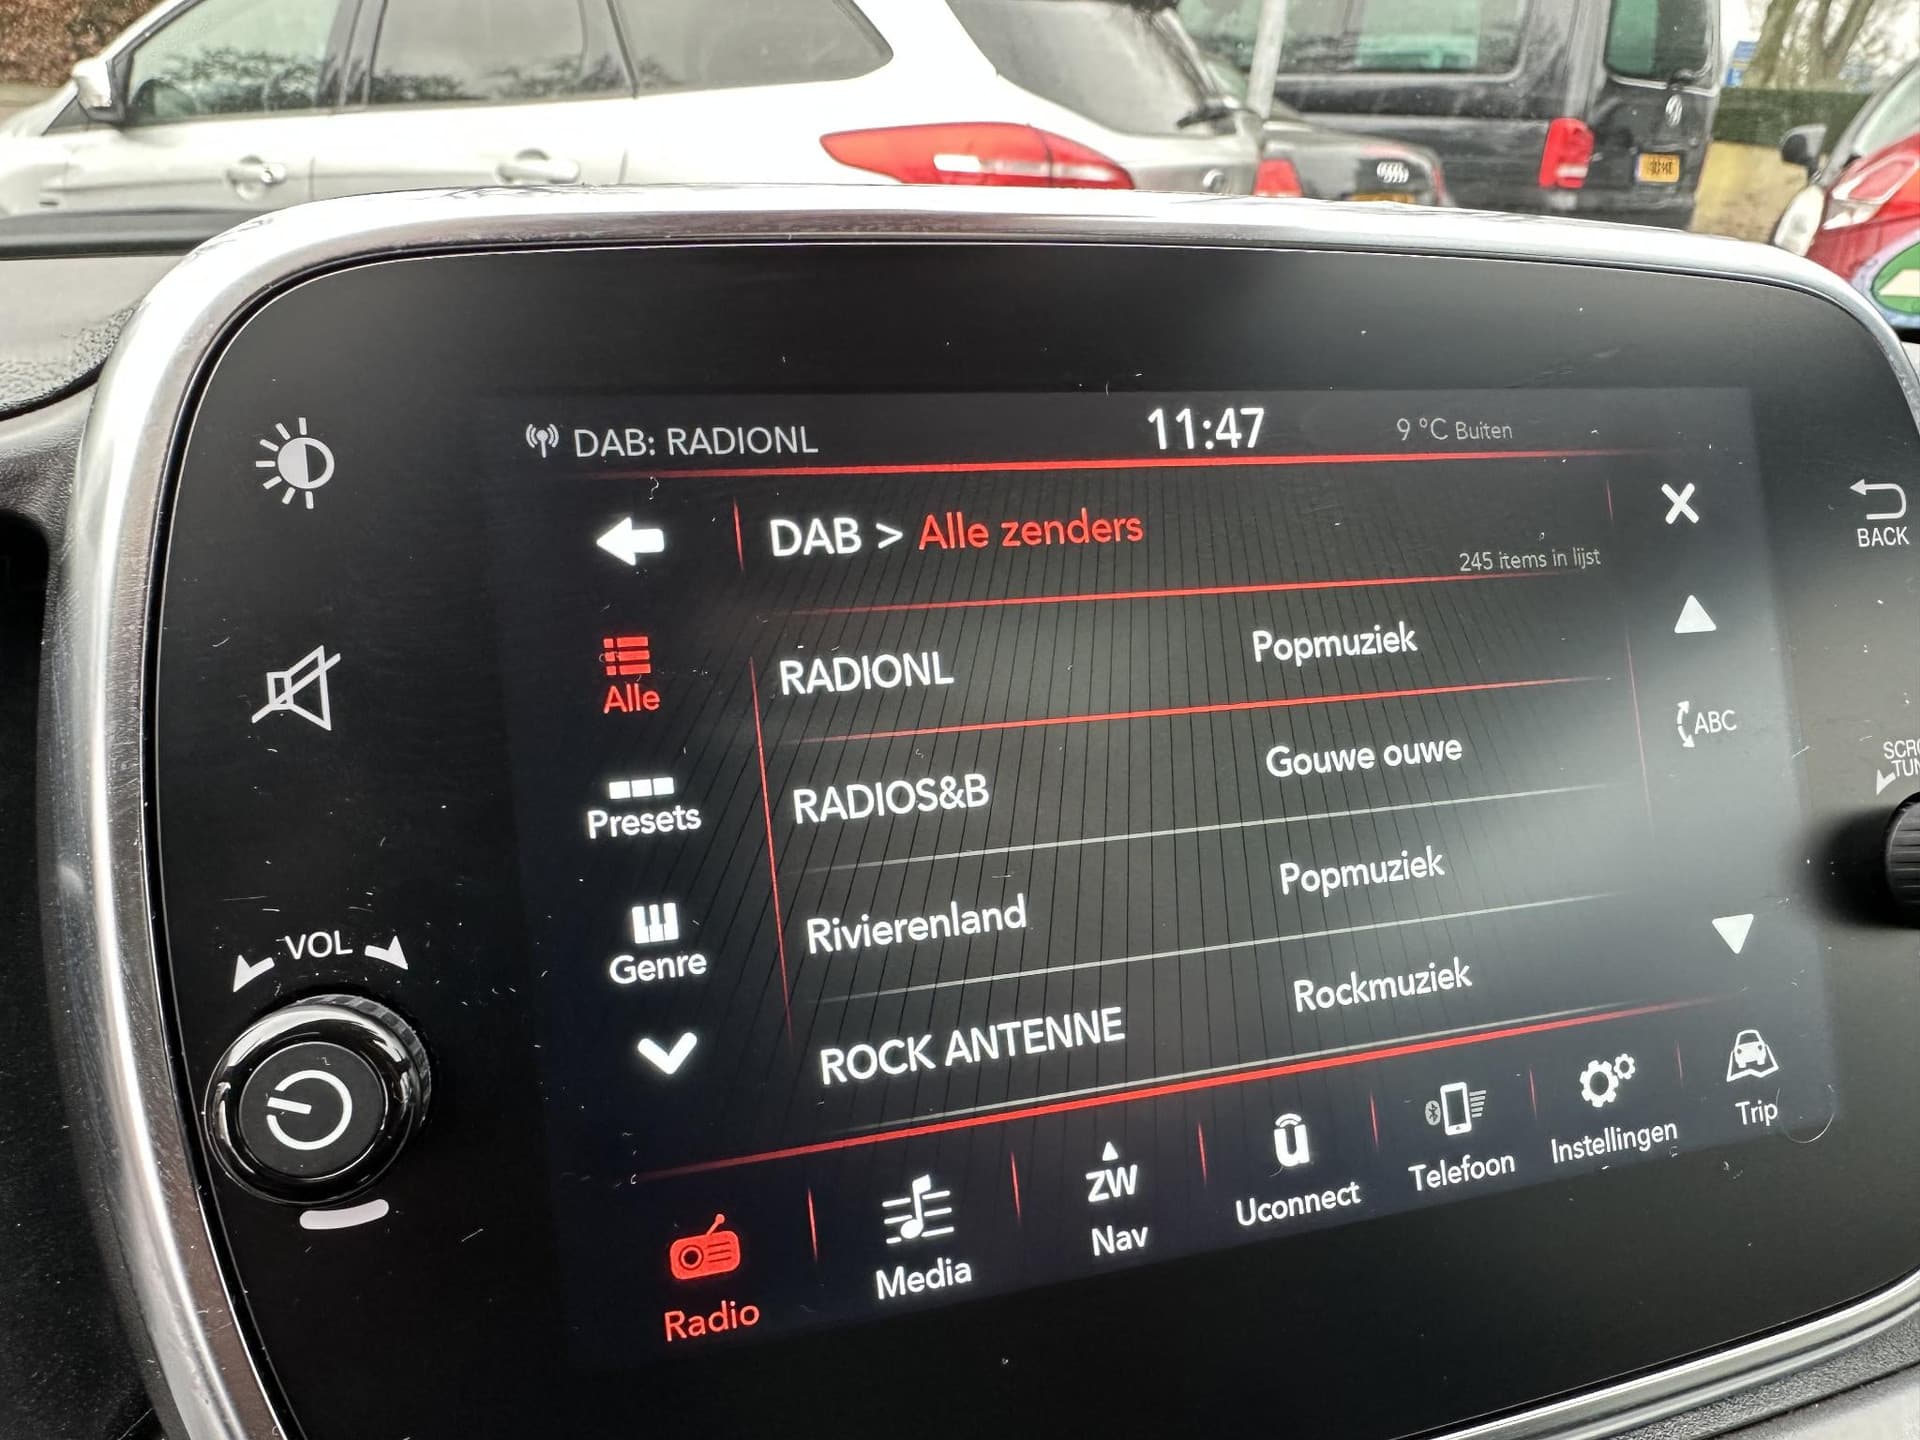 DAB: RADIONL 11:47 9 °C Buiten
DAB > Alle zenders
245 items in lijst
BACK
Alle
RADIONL Popmuziek
ABC
Presets
RADIOS&B Gouwe ouwe
Genre
Rivierenland Popmuziek
VOL
ROCK ANTENNE Rockmuziek
Radio
Media
ZW
Nav
Uconnect
Telefoon
Instellingen
Trip